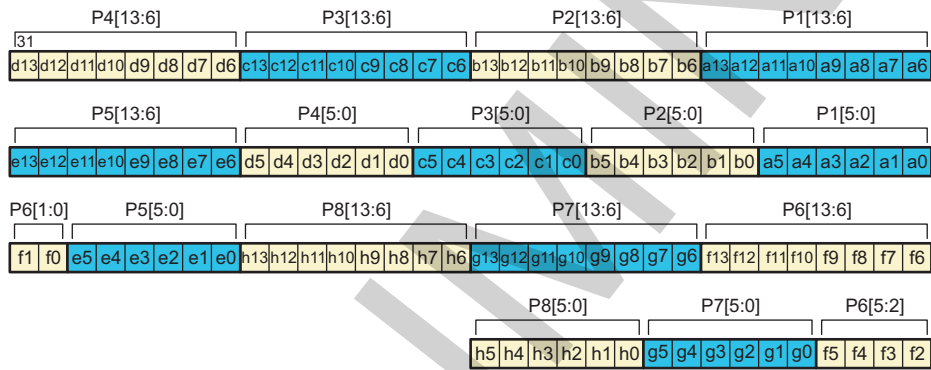 P4[13:6] P3[13:6] P2[13:6] P1[13:6]
31
d13 d12 d11 d10 d9 d8 d7 d6 c13 c12 c11 c10 c9 c8 c7 c6 b13 b12 b11 b10 b9 b8 b7 b6 a13 a12 a11 a10 a9 a8 a7 a6
P5[13:6] P4[5:0] P3[5:0] P2[5:0] P1[5:0]
e13 e12 e11 e10 e9 e8 e7 e6 d5 d4 d3 d2 d1 d0 c5 c4 c3 c2 c1 c0 b5 b4 b3 b2 b1 b0 a5 a4 a3 a2 a1 a0
P6[1:0] P5[5:0] P8[13:6] P7[13:6] P6[13:6]
f1 f0 e5 e4 e3 e2 e1 e0 h13 h12 h11 h10 h9 h8 h7 h6 g13 g12 g11 g10 g9 g8 g7 g6 f13 f12 f11 f10 f9 f8 f7 f6
P8[5:0] P7[5:0] P6[5:2]
h5 h4 h3 h2 h1 h0 g5 g4 g3 g2 g1 g0 f5 f4 f3 f2